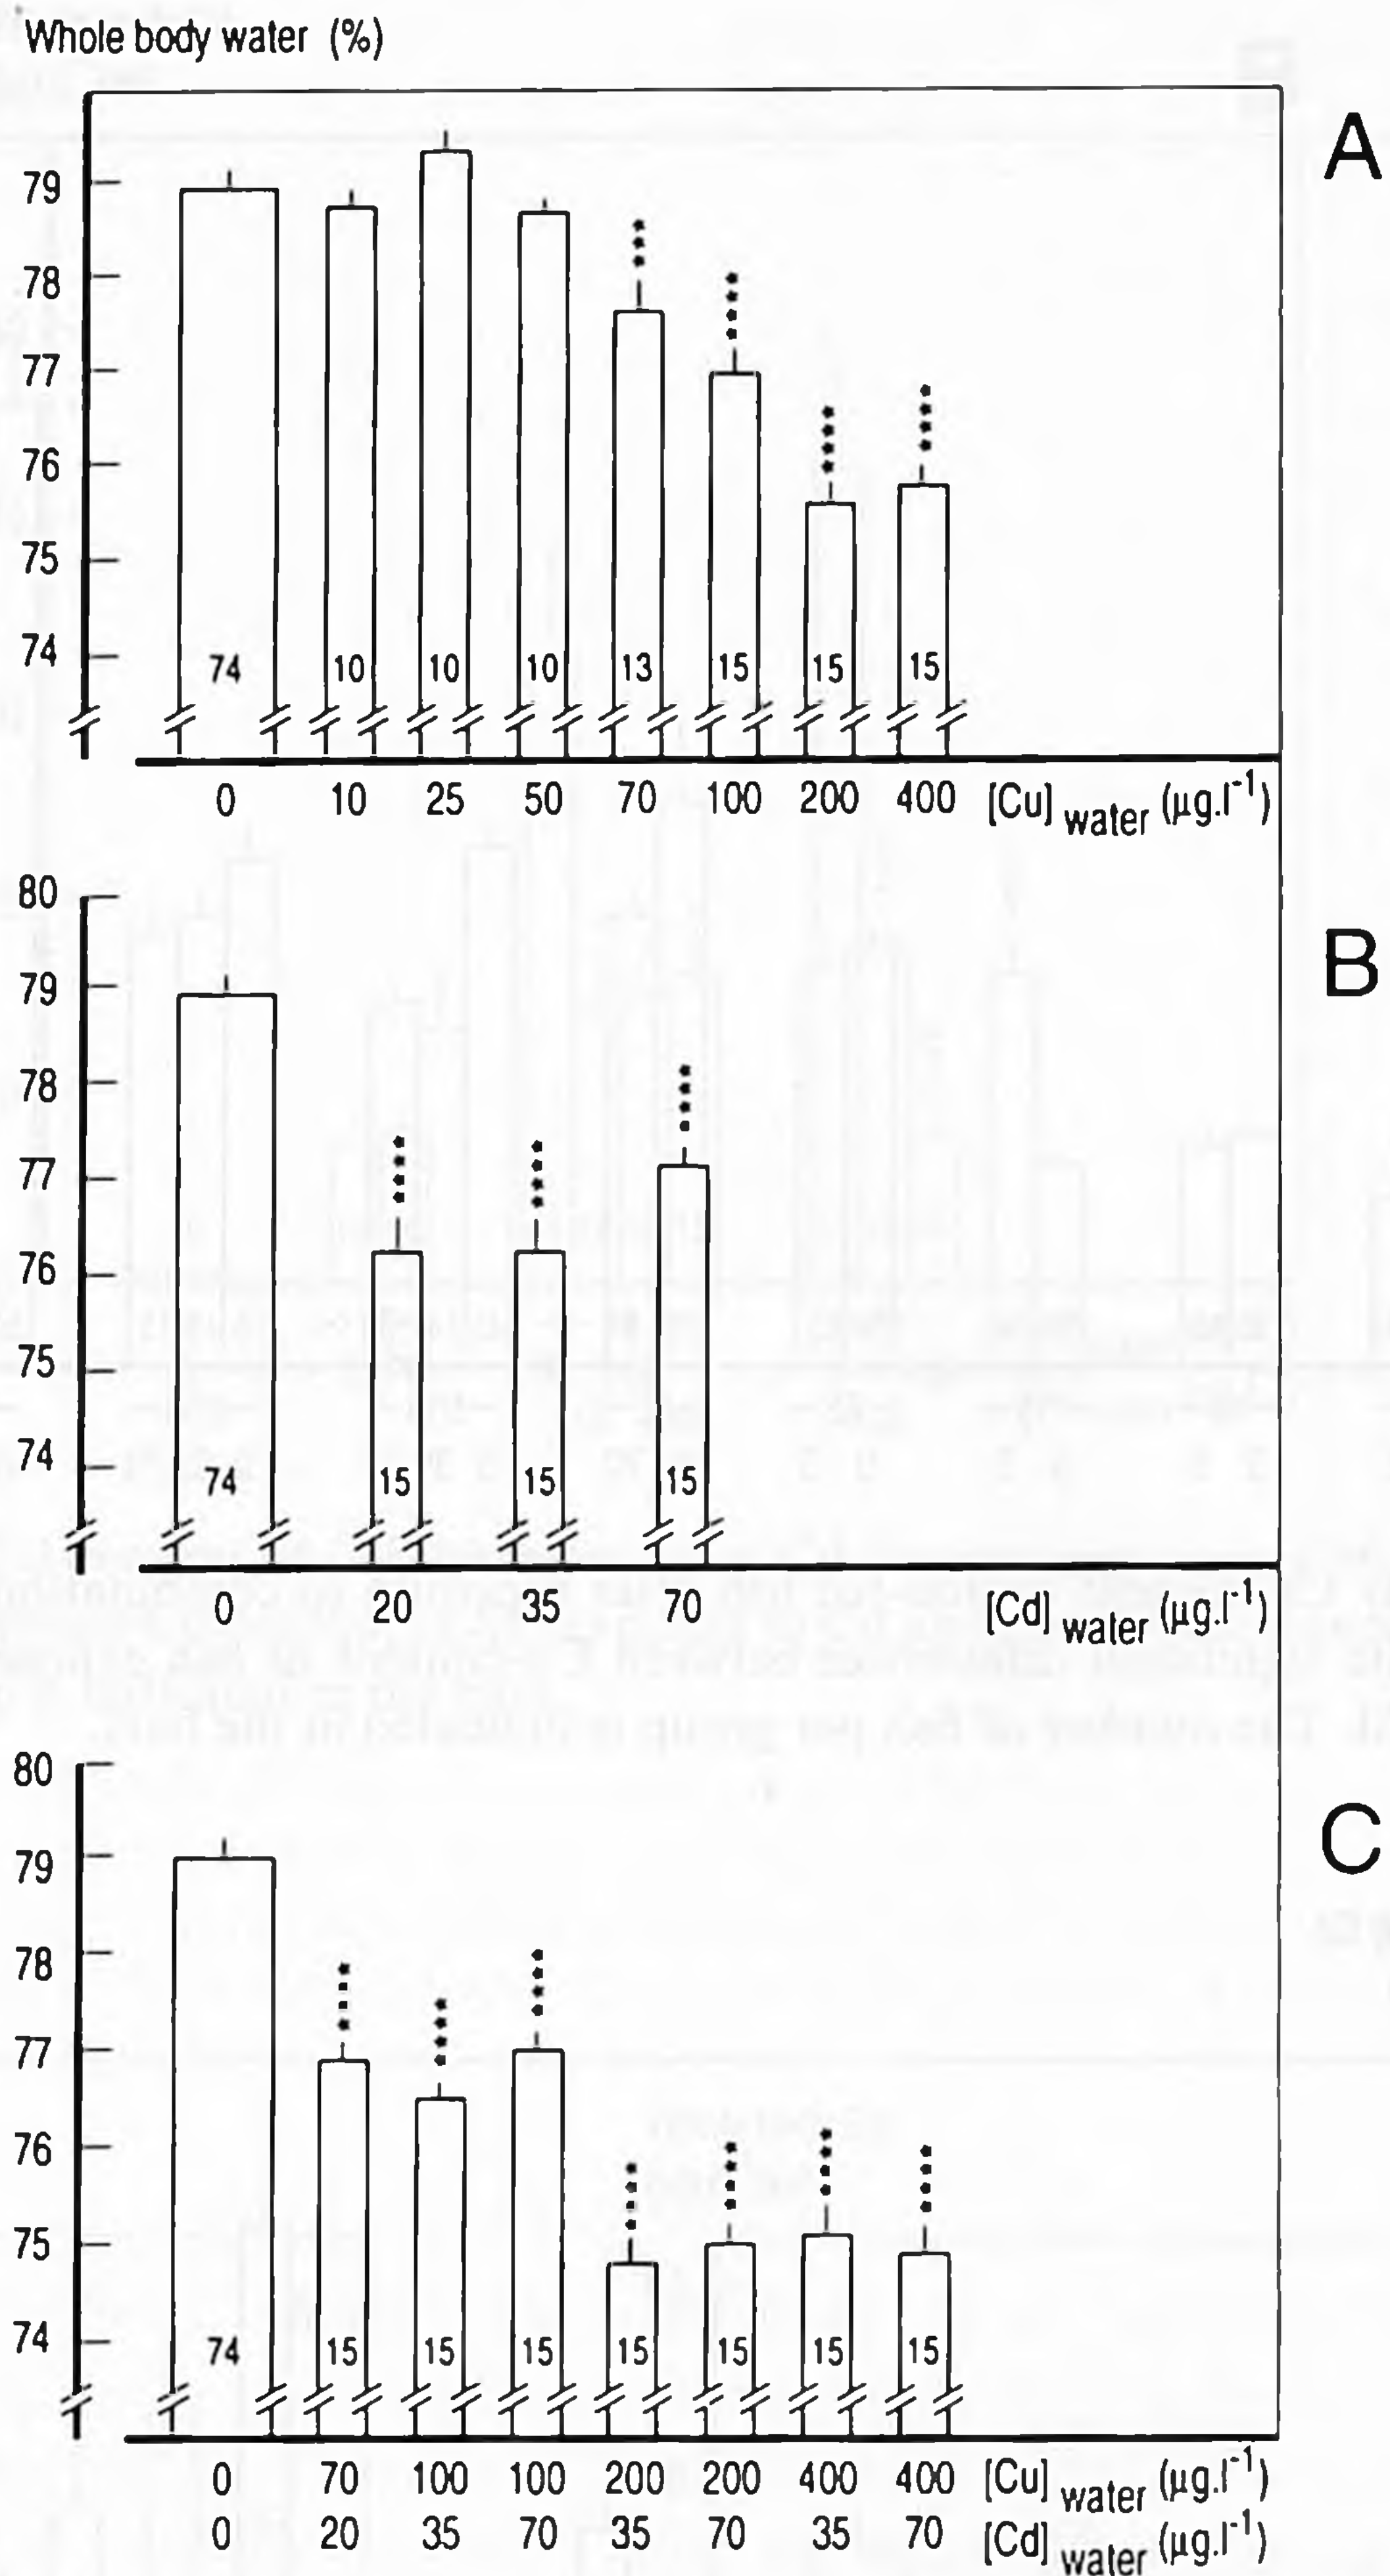 Whole body water (%)
A
79
78
77
76
75
74
74 10 10 10 13 15 15 15
0 10 25 50 70 100 200 400 [Cu] water (µg.l⁻¹)
B
80
79
78
77
76
75
74
74 15 15 15
0 20 35 70 [Cd] water (µg.l⁻¹)
C
80
79
78
77
76
75
74
74 15 15 15 15 15 15 15
0 70 100 100 200 200 400 400 [Cu] water (µg.l⁻¹)
0 20 35 70 35 70 35 70 [Cd] water (µg.l⁻¹)